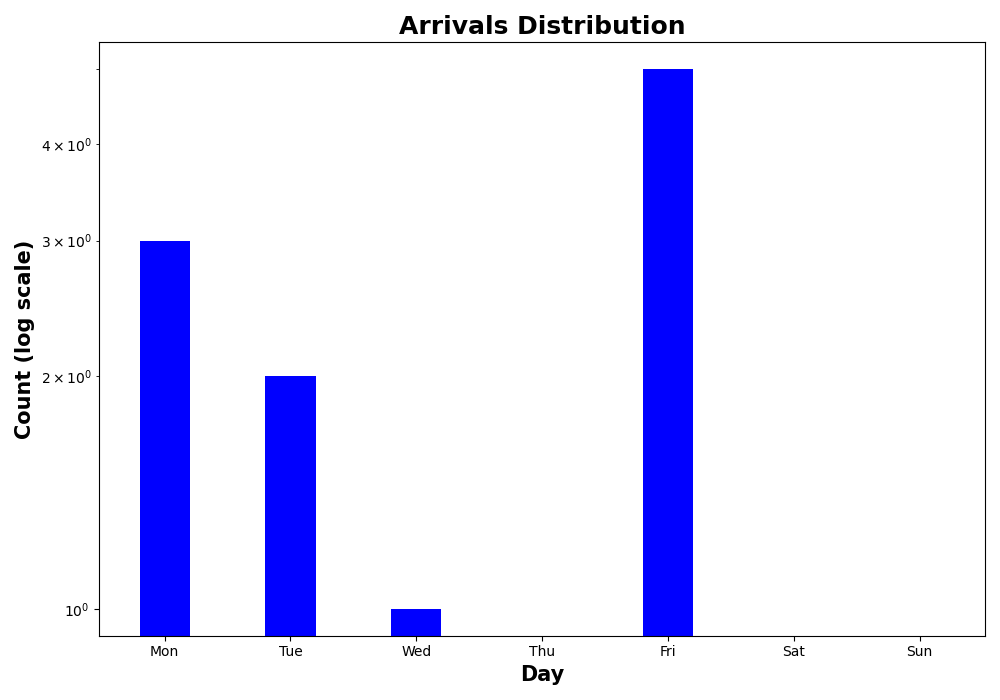 Arrivals Distribution
Count (log scale)
4 × 10⁰
3 × 10⁰
2 × 10⁰
10⁰
Mon Tue Wed Thu Fri Sat Sun
Day